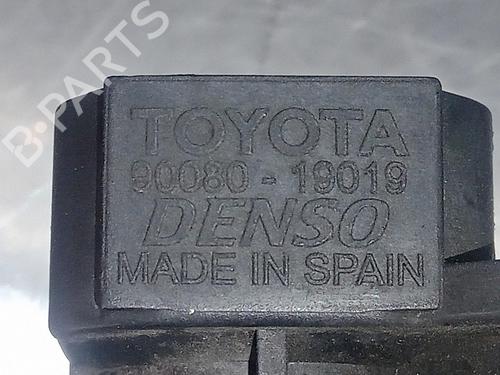 B-PARTS
TOYOTA
90080-19019
DENSO
MADE IN SPAIN